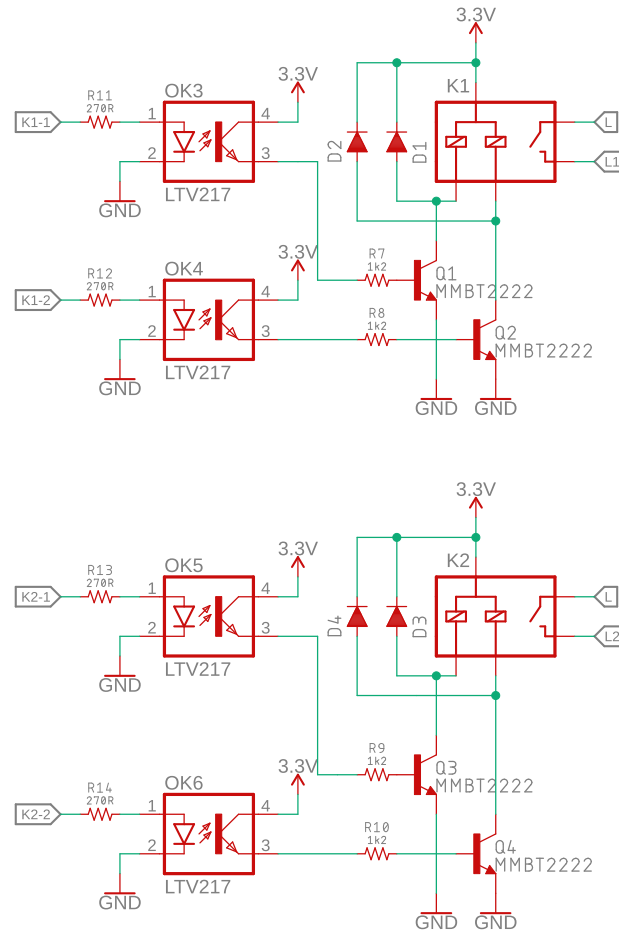 3.3V
K1
OK3
3.3V
R11
270R
K1-1
1
4
2
3
GND
LTV217
D2
D1
L
L1
OK4
3.3V
R12
270R
K1-2
1
4
2
3
GND
LTV217
R7
1k2
Q1
MMBT2222
R8
1k2
Q2
MMBT2222
GND
GND
3.3V
K2
OK5
3.3V
R13
270R
K2-1
1
4
2
3
GND
LTV217
D4
D3
L
L2
OK6
3.3V
R14
270R
K2-2
1
4
2
3
GND
LTV217
R9
1k2
Q3
MMBT2222
R10
1k2
Q4
MMBT2222
GND
GND